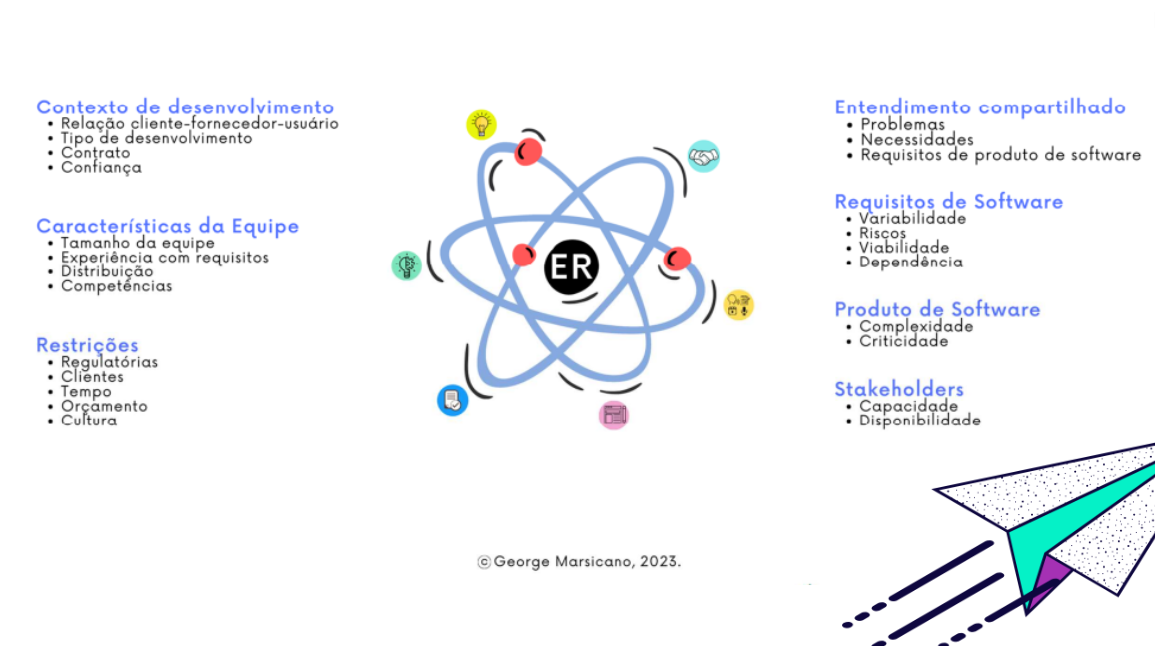 Contexto de desenvolvimento
• Relação cliente-fornecedor-usuário
• Tipo de desenvolvimento
• Contrato
• Confiança
Características da Equipe
• Tamanho da equipe
• Experiência com requisitos
• Distribuição
• Competências
Restrições
• Regulatórias
• Clientes
• Tempo
• Orçamento
• Cultura
ER
Entendimento compartilhado
• Problemas
• Necessidades
• Requisitos de produto de software
Requisitos de Software
• Variabilidade
• Riscos
• Viabilidade
• Dependência
Produto de Software
• Complexidade
• Criticidade
Stakeholders
• Capacidade
• Disponibilidade
©George Marsicano, 2023.